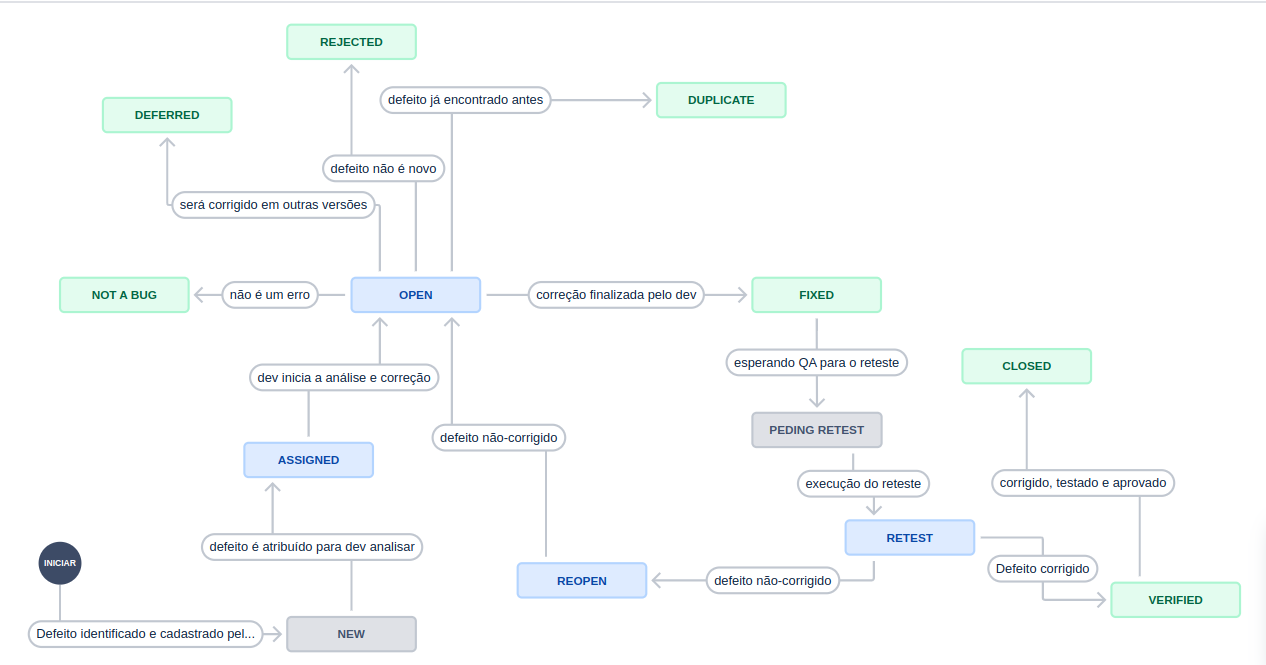 REJECTED
defeito já encontrado antes
DUPLICATE
DEFERRED
defeito não é novo
será corrigido em outras versões
NOT A BUG
não é um erro
OPEN
correção finalizada pelo dev
FIXED
esperando QA para o reteste
CLOSED
dev inicia a análise e correção
PEDING RETEST
defeito não-corrigido
ASSIGNED
execução do reteste
corrigido, testado e aprovado
RETEST
defeito é atribuído para dev analisar
INICIAR
Defeito corrigido
REOPEN
defeito não-corrigido
VERIFIED
Defeito identificado e cadastrado pel...
NEW